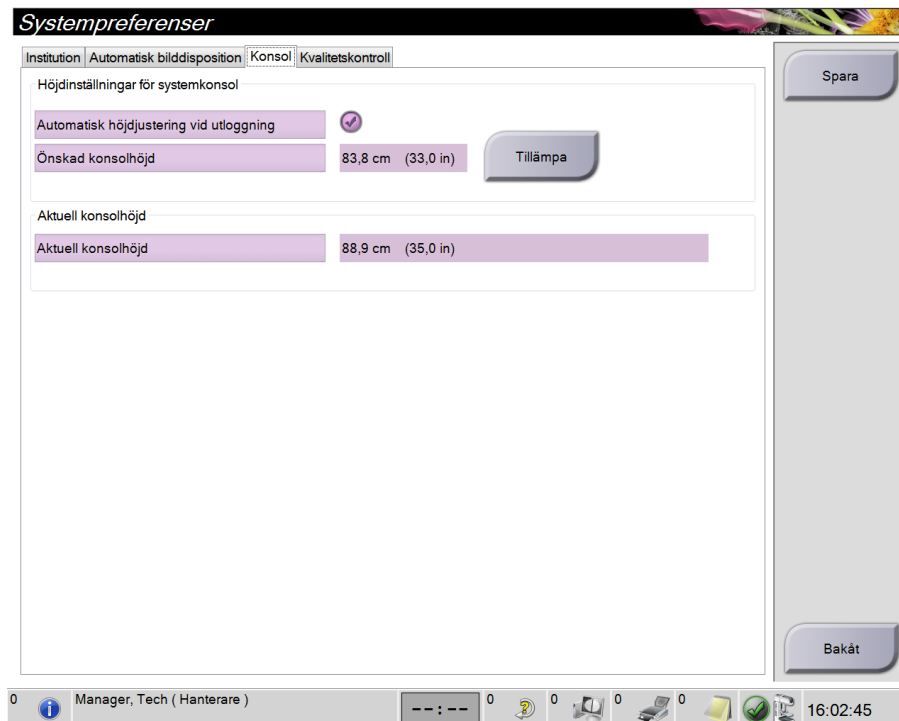 Systempreferenser
Institution Automatisk bilddisposition Konsol Kvalitetskontroll
Spara
Höjdinställningar för systemkonsol
Automatisk höjdjustering vid utloggning
Önskad konsolhöjd 83,8 cm (33,0 in) Tillämpa
Aktuell konsolhöjd
Aktuell konsolhöjd 88,9 cm (35,0 in)
Bakåt
0 Manager, Tech ( Hanterare ) --:-- 0 0 0 0 16:02:45